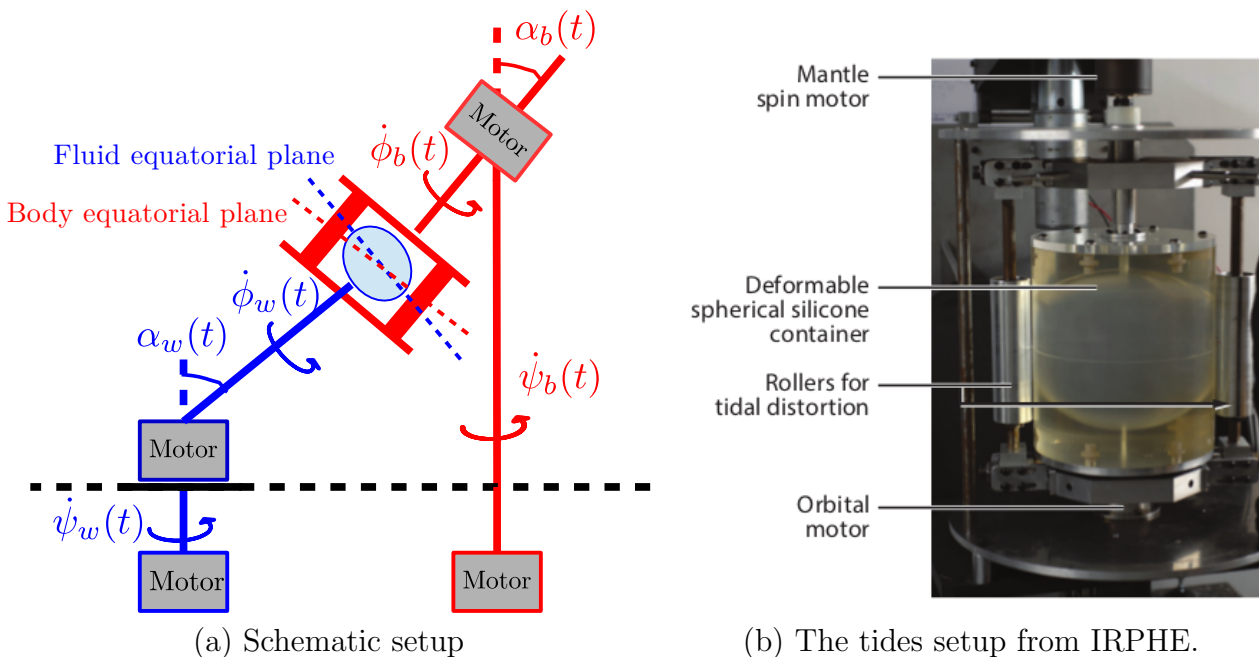 α_b(t)
Motor
ϕ̇_b(t)
Fluid equatorial plane
Body equatorial plane
ϕ̇_w(t)
α_w(t)
ψ̇_b(t)
Motor
ψ̇_w(t)
Motor
Motor
(a) Schematic setup
Mantle
spin motor
Deformable
spherical silicone
container
Rollers for
tidal distortion
Orbital
motor
(b) The tides setup from IRPHE.